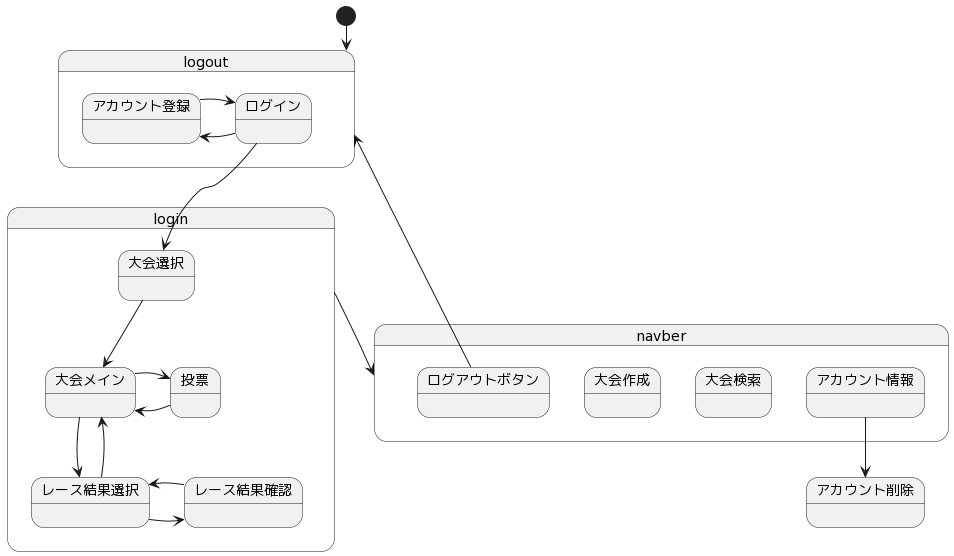 logout
アカウント登録
ログイン
login
大会選択
大会メイン
投票
レース結果選択
レース結果確認
navber
ログアウトボタン
大会作成
大会検索
アカウント情報
アカウント削除